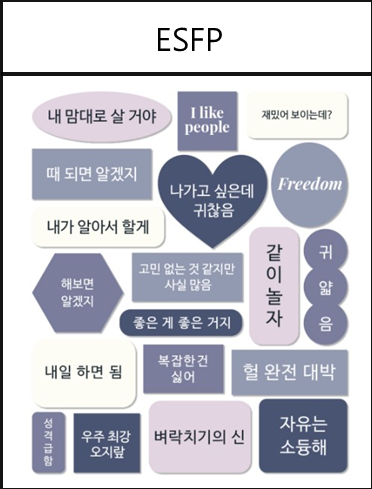 ESFP
내 맘대로 살 거야
I like
people
재밌어 보이는데?
때 되면 알겠지
나가고 싶은데
귀찮음
Freedom
내가 알아서 할게
같이놀자
귀얇음
해보면
알겠지
고민 없는 것 같지만
사실 많음
좋은 게 좋은 거지
내일 하면 됨
복잡한건
싫어
헐 완전 대박
성격급함
우주 최강
오지랖
벼락치기의 신
자유는
소듕해